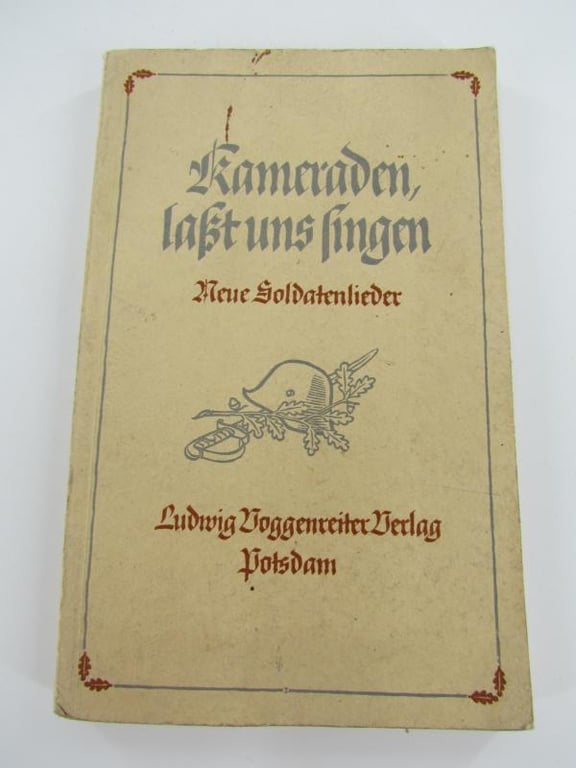 Kameraden,
laßt uns singen
Neue Soldatenlieder
Ludwig Voggenreiter Verlag
Potsdam